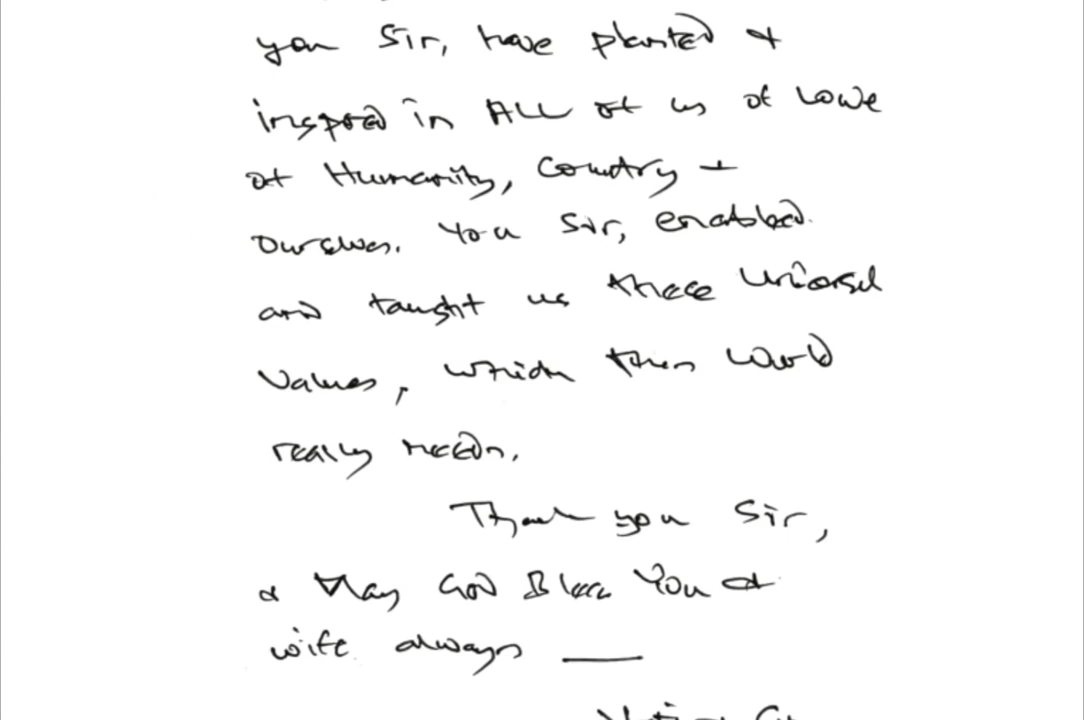 you Sir, have planted &
inspired in ALL of us of Love
of Humanity, Country +
Ourselves. You Sir, enabled
and taught us these Universal
Values, which this World
really needs.
Thank you Sir,
& May God Bless You &
wife always —